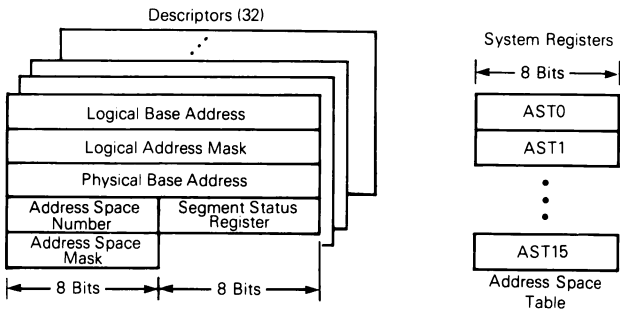 Descriptors (32)
Logical Base Address
Logical Address Mask
Physical Base Address
Address Space
Number
Segment Status
Register
Address Space
Mask
8 Bits
8 Bits
System Registers
8 Bits
AST0
AST1
AST15
Address Space
Table